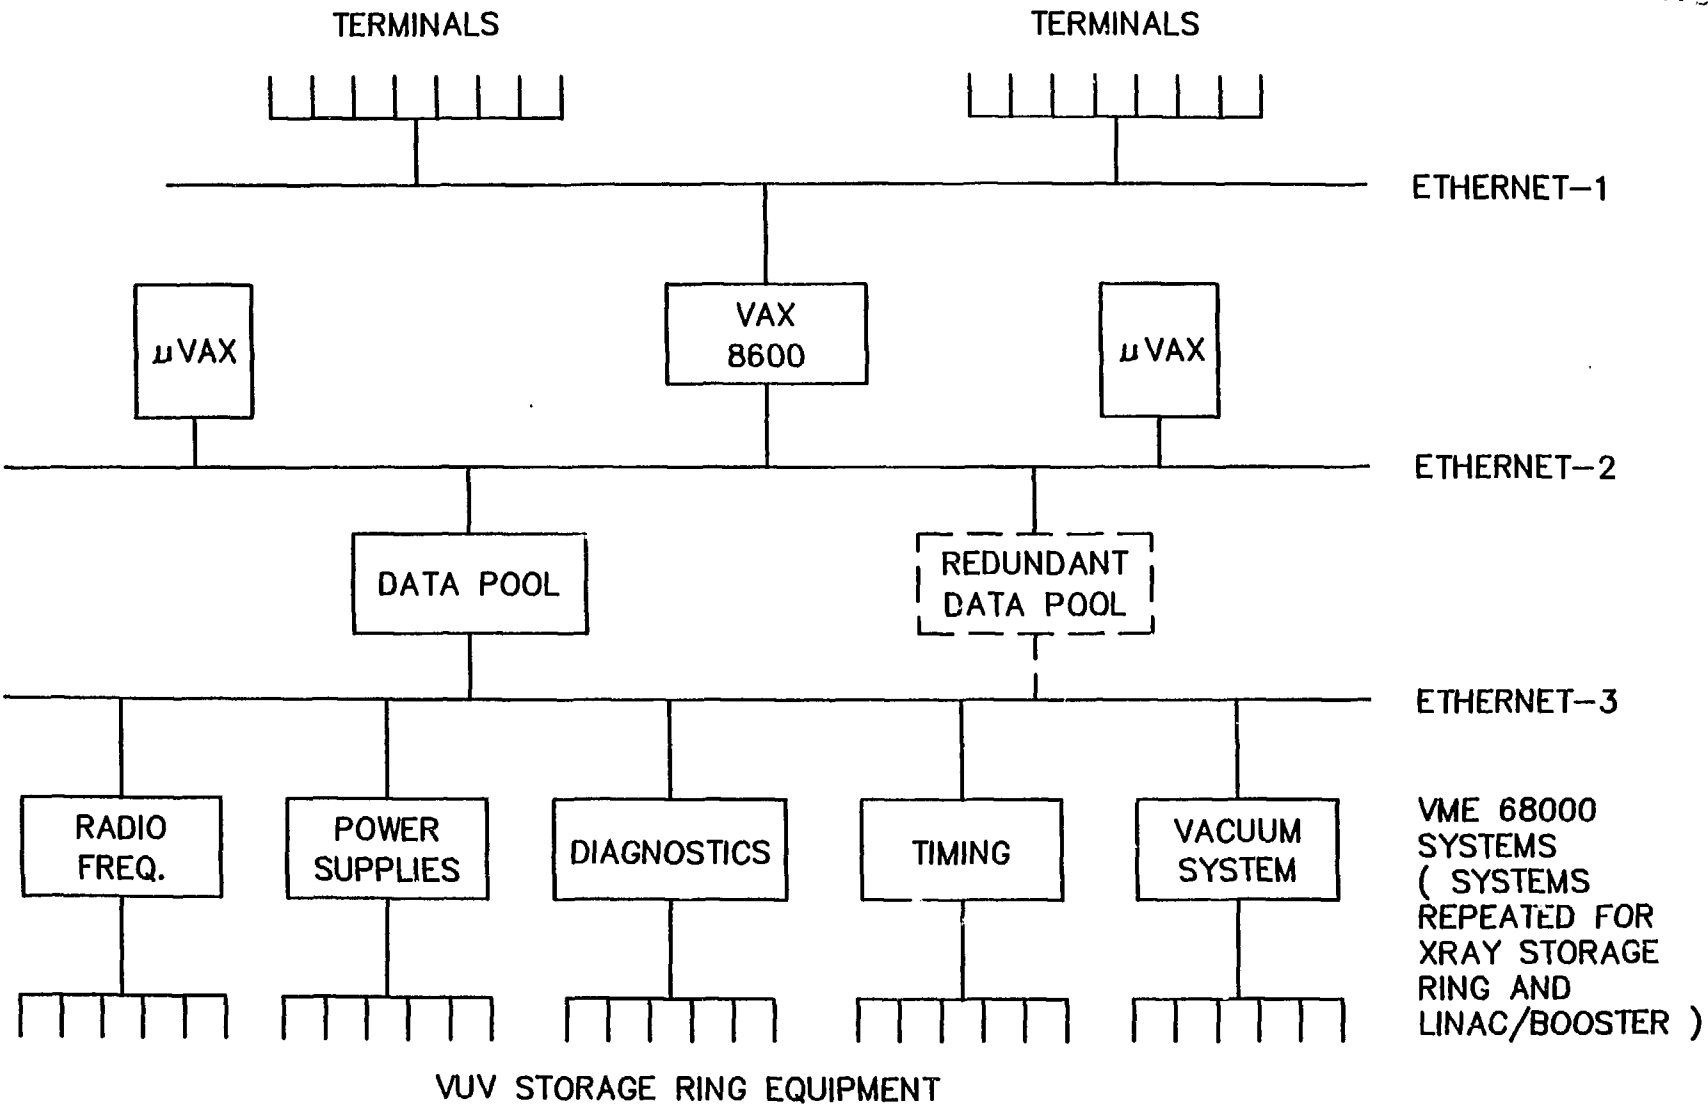 TERMINALS
TERMINALS
ETHERNET-1
μVAX
VAX
8600
μVAX
ETHERNET-2
DATA POOL
REDUNDANT
DATA POOL
ETHERNET-3
RADIO
FREQ.
POWER
SUPPLIES
DIAGNOSTICS
TIMING
VACUUM
SYSTEM
VME 68000
SYSTEMS
( SYSTEMS
REPEATED FOR
XRAY STORAGE
RING AND
LINAC/BOOSTER )
VUV STORAGE RING EQUIPMENT